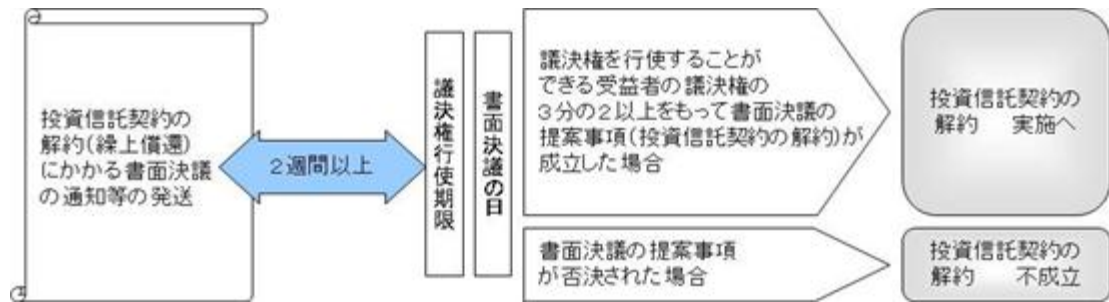 投資信託契約の
解約(繰上償還)
にかかる書面決議
の通知等の発送
2週間以上
議決権行使期限
書面決議の日
議決権を行使することが
できる受益者の議決権の
3分の2以上をもって書面決議の
提案事項(投資信託契約の解約)が
成立した場合
投資信託契約の
解約 実施へ
書面決議の提案事項
が否決された場合
投資信託契約の
解約 不成立